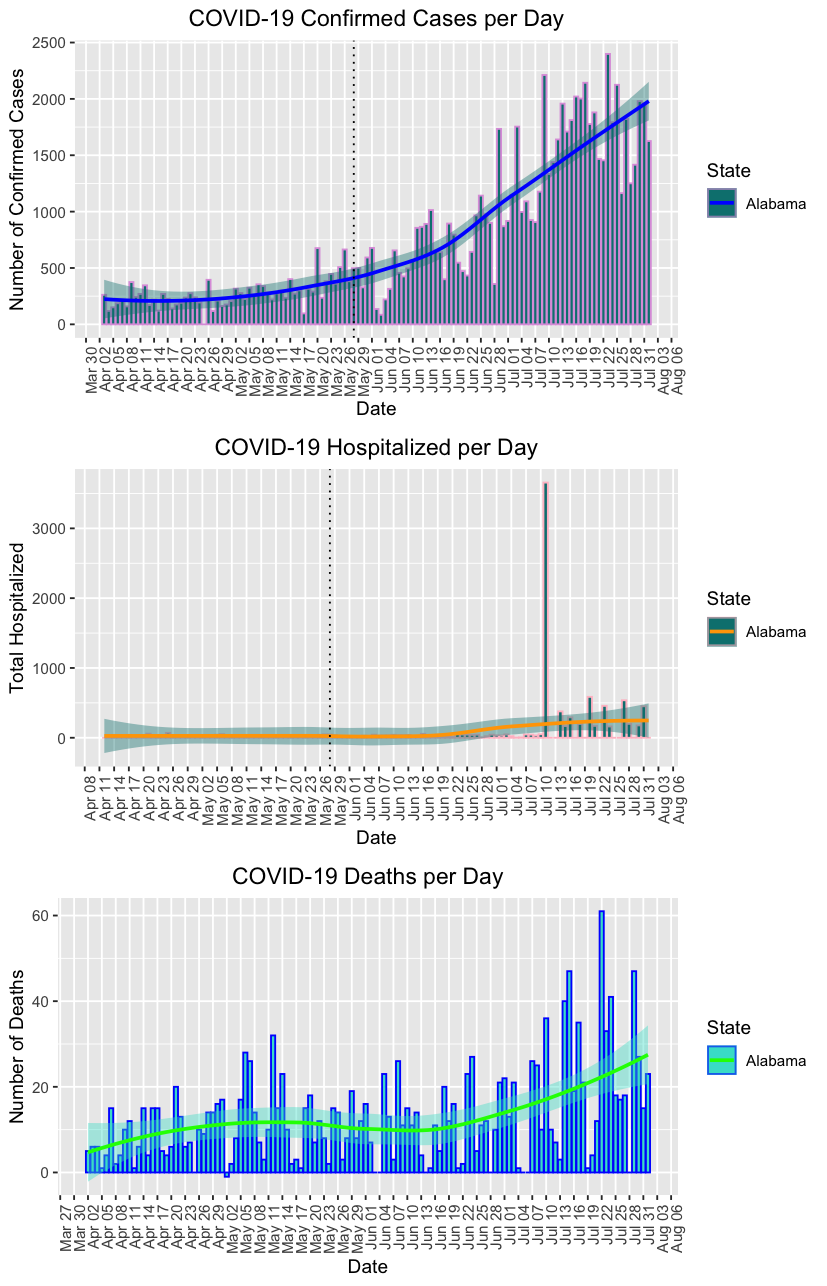 COVID-19 Confirmed Cases per Day
Number of Confirmed Cases
2500
2000
1500
1000
500
0
Mar 30
Apr 02
Apr 05
Apr 08
Apr 11
Apr 14
Apr 17
Apr 20
Apr 23
Apr 26
Apr 29
May 02
May 05
May 08
May 11
May 14
May 17
May 20
May 23
May 26
May 29
Jun 01
Jun 04
Jun 07
Jun 10
Jun 13
Jun 16
Jun 19
Jun 22
Jun 25
Jun 28
Jul 01
Jul 04
Jul 07
Jul 10
Jul 13
Jul 16
Jul 19
Jul 22
Jul 25
Jul 28
Jul 31
Aug 03
Aug 06
Date
State
Alabama
COVID-19 Hospitalized per Day
Total Hospitalized
3000
2000
1000
0
Apr 08
Apr 11
Apr 14
Apr 17
Apr 20
Apr 23
Apr 26
Apr 29
May 02
May 05
May 08
May 11
May 14
May 17
May 20
May 23
May 26
May 29
Jun 01
Jun 04
Jun 07
Jun 10
Jun 13
Jun 16
Jun 19
Jun 22
Jun 25
Jun 28
Jul 01
Jul 04
Jul 07
Jul 10
Jul 13
Jul 16
Jul 19
Jul 22
Jul 25
Jul 28
Jul 31
Aug 03
Aug 06
Date
State
Alabama
COVID-19 Deaths per Day
Number of Deaths
60
40
20
0
Mar 27
Mar 30
Apr 02
Apr 05
Apr 08
Apr 11
Apr 14
Apr 17
Apr 20
Apr 23
Apr 26
Apr 29
May 02
May 05
May 08
May 11
May 14
May 17
May 20
May 23
May 26
May 29
Jun 01
Jun 04
Jun 07
Jun 10
Jun 13
Jun 16
Jun 19
Jun 22
Jun 25
Jun 28
Jul 01
Jul 04
Jul 07
Jul 10
Jul 13
Jul 16
Jul 19
Jul 22
Jul 25
Jul 28
Jul 31
Aug 03
Aug 06
Date
State
Alabama